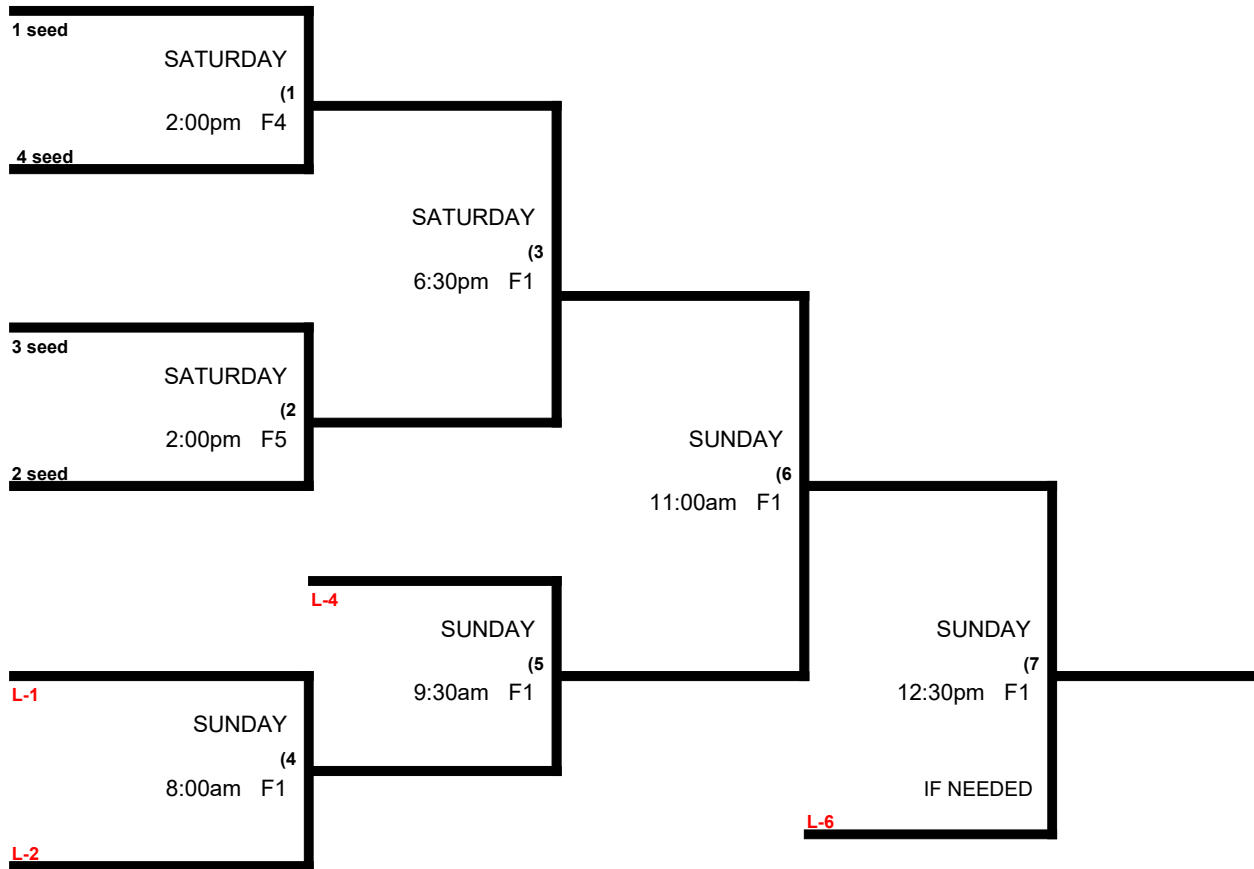 1 seed
SATURDAY
(1
2:00pm F4
4 seed
SATURDAY
(3
6:30pm F1
3 seed
SATURDAY
(2
2:00pm F5
2 seed
SUNDAY
(6
11:00am F1
L-4
SUNDAY
(5
9:30am F1
SUNDAY
(7
12:30pm F1
L-1
SUNDAY
(4
8:00am F1
IF NEEDED
L-6
L-2